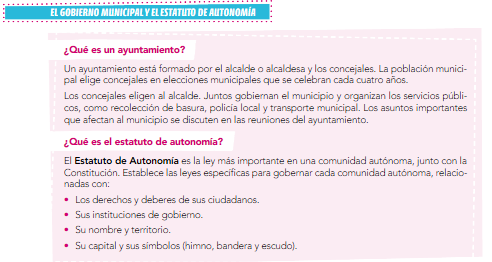 EL GOBIERNO MUNICIPAL Y EL ESTATUTO DE AUTONOMÍA
¿Qué es un ayuntamiento?
Un ayuntamiento está formado por el alcalde o alcaldesa y los concejales. La población munici-
pal elige concejales en elecciones municipales que se celebran cada cuatro años.
Los concejales eligen al alcalde. Juntos gobiernan el municipio y organizan los servicios públi-
cos, como recolección de basura, policía local y transporte municipal. Los asuntos importantes
que afectan al municipio se discuten en las reuniones del ayuntamiento.
¿Qué es el estatuto de autonomía?
El Estatuto de Autonomía es la ley más importante en una comunidad autónoma, junto con la
Constitución. Establece las leyes específicas para gobernar cada comunidad autónoma, relacio-
nadas con:
• Los derechos y deberes de sus ciudadanos.
• Sus instituciones de gobierno.
• Su nombre y territorio.
• Su capital y sus símbolos (himno, bandera y escudo).